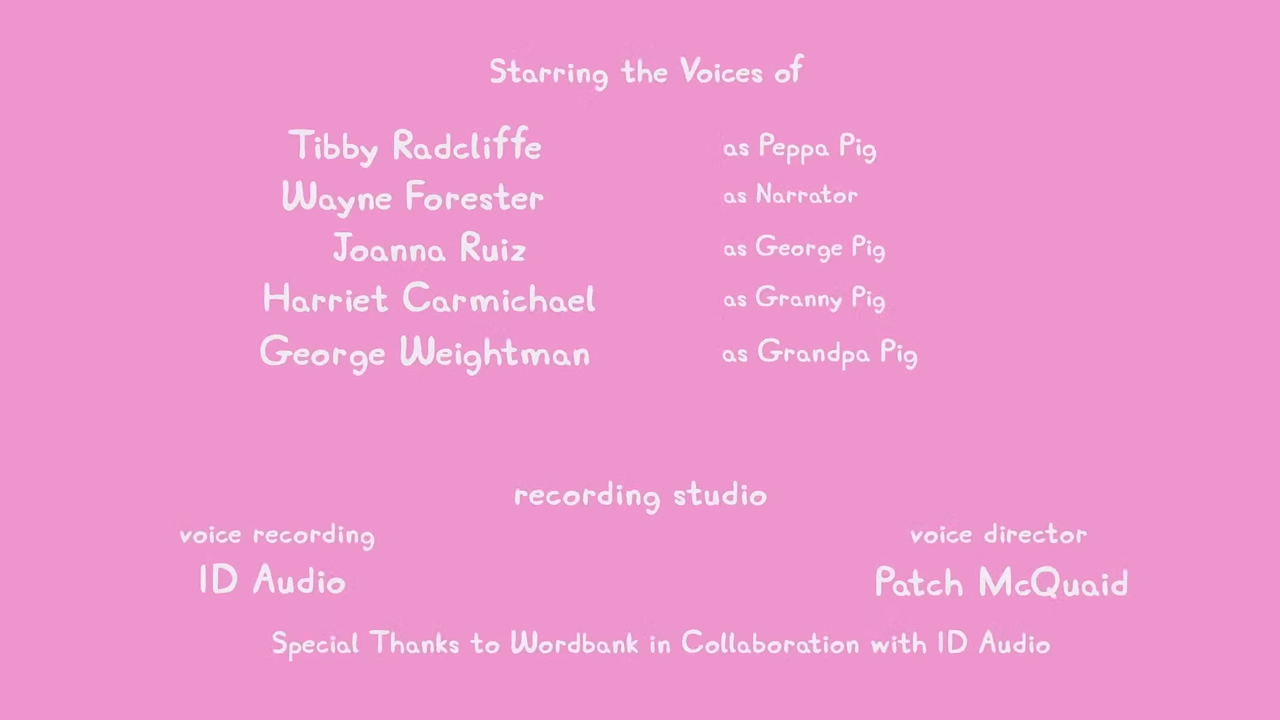 Starring the Voices of
Tibby Radcliffe as Peppa Pig
Wayne Forester as Narrator
Joanna Ruiz as George Pig
Harriet Carmichael as Granny Pig
George Weightman as Grandpa Pig
recording studio
voice recording
ID Audio
voice director
Patch McQuaid
Special Thanks to Wordbank in Collaboration with ID Audio